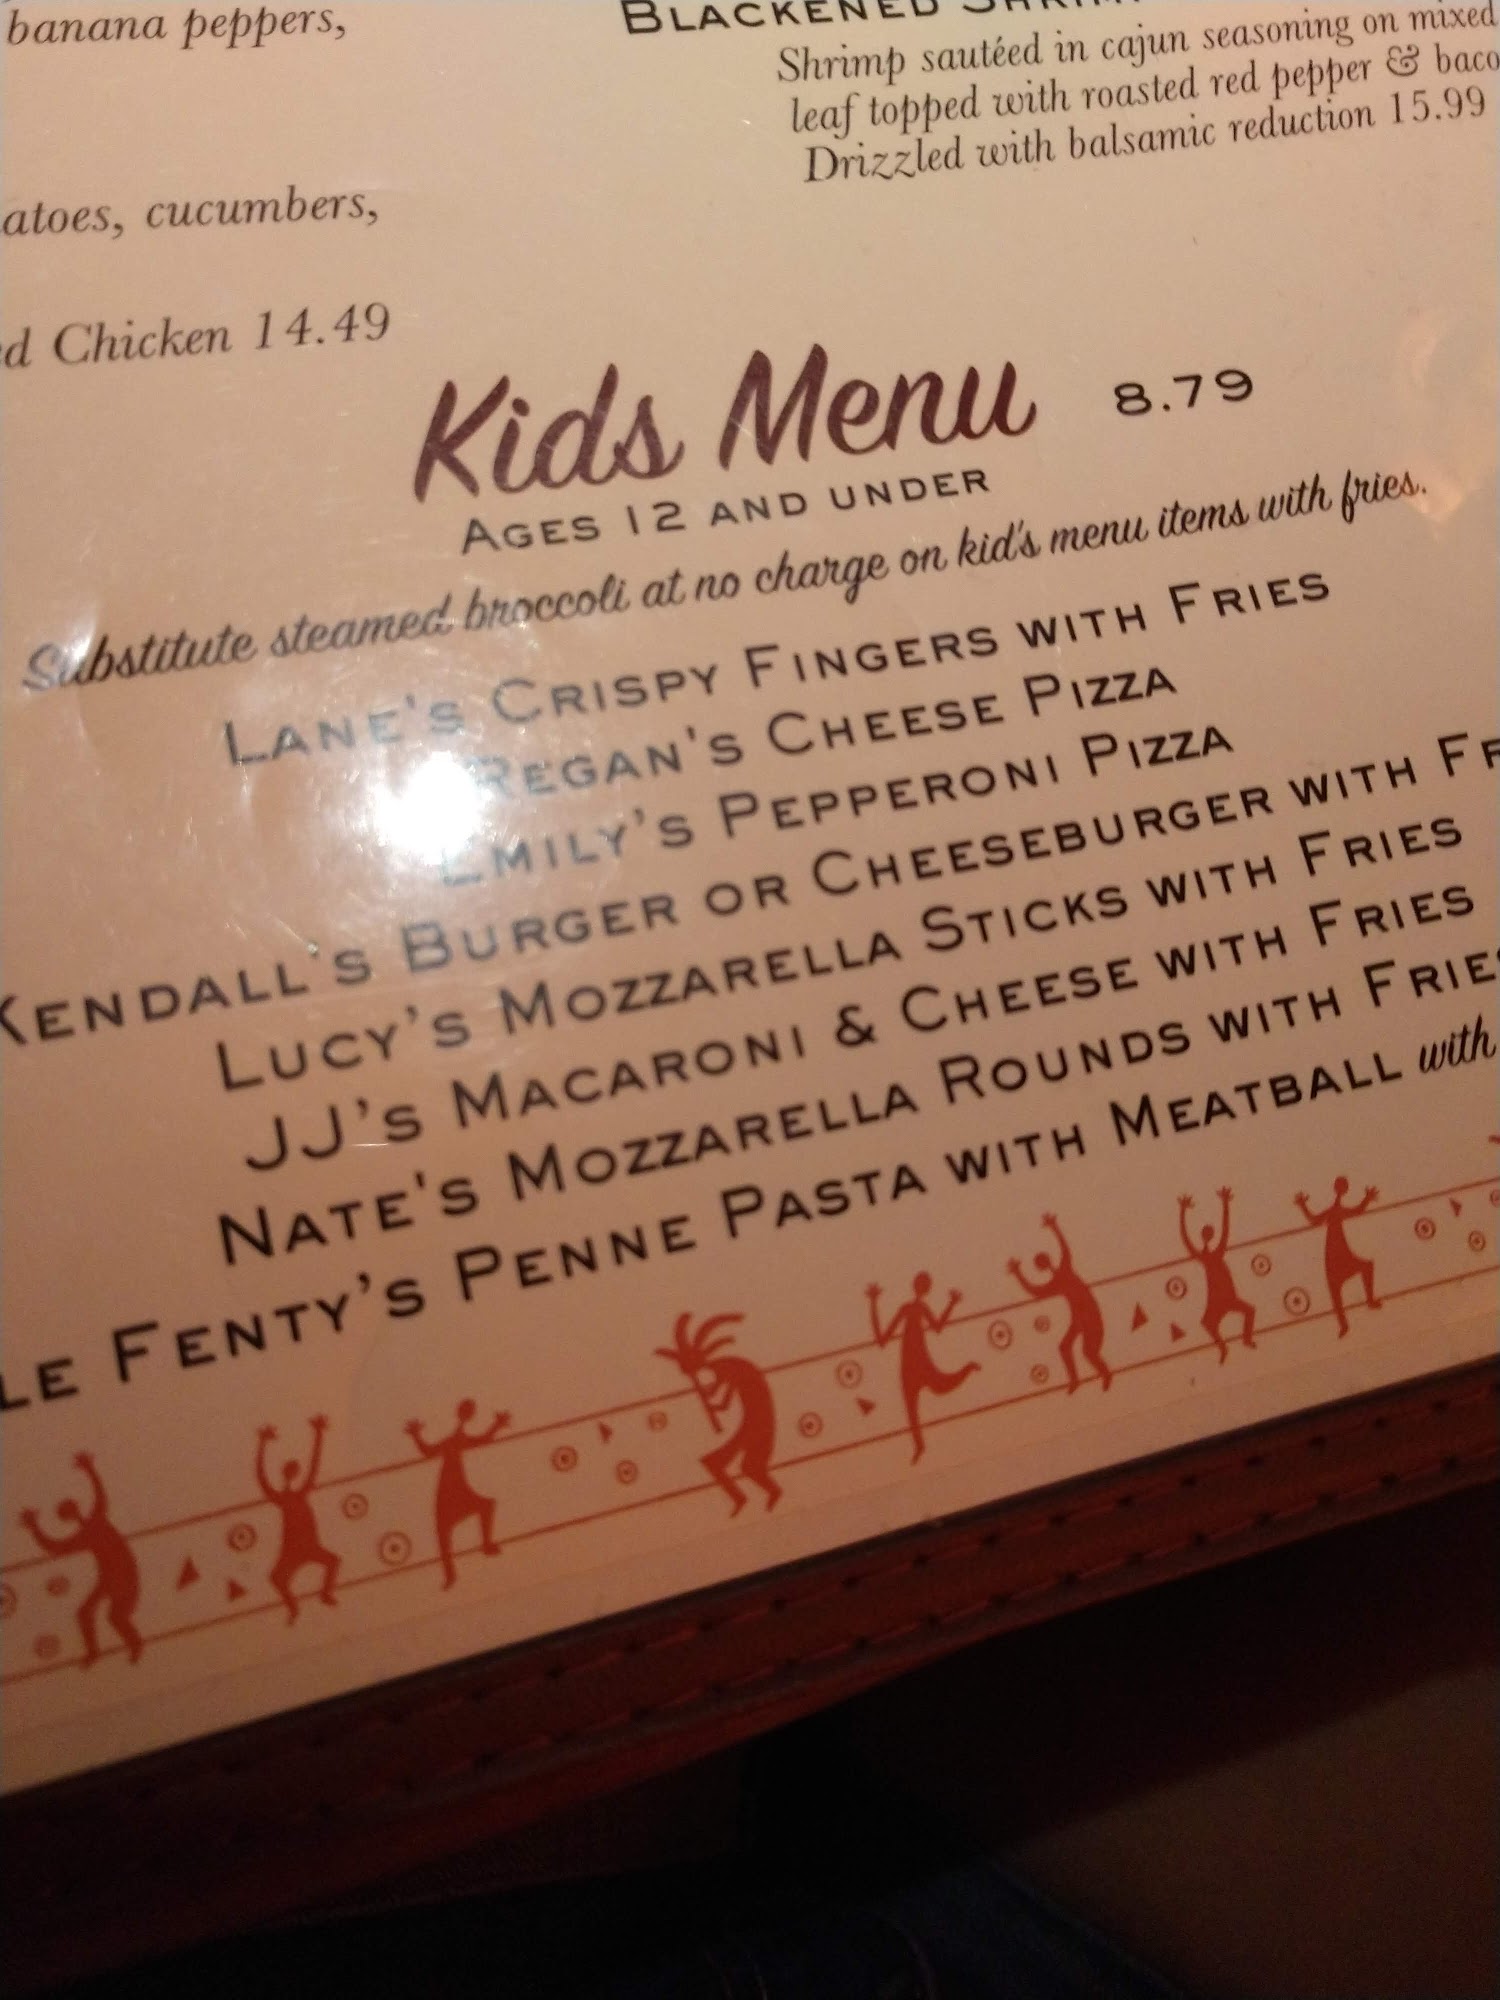 banana peppers,
atoes, cucumbers,
d Chicken 14.49
BLACKENED
Shrimp sautéed in cajun seasoning on mixed
leaf topped with roasted red pepper & baco
Drizzled with balsamic reduction 15.99
Kids Menu 8.79
AGES 12 AND UNDER
Substitute steamed broccoli at no charge on kid's menu items with fries.
LANE'S CRISPY FINGERS WITH FRIES
REGAN'S CHEESE PIZZA
EMILY'S PEPPERONI PIZZA
KENDALL'S BURGER OR CHEESEBURGER WITH FR
LUCY'S MOZZARELLA STICKS WITH FRIES
JJ'S MACARONI & CHEESE WITH FRIES
NATE'S MOZZARELLA ROUNDS WITH FRIES
LE FENTY'S PENNE PASTA WITH MEATBALL with